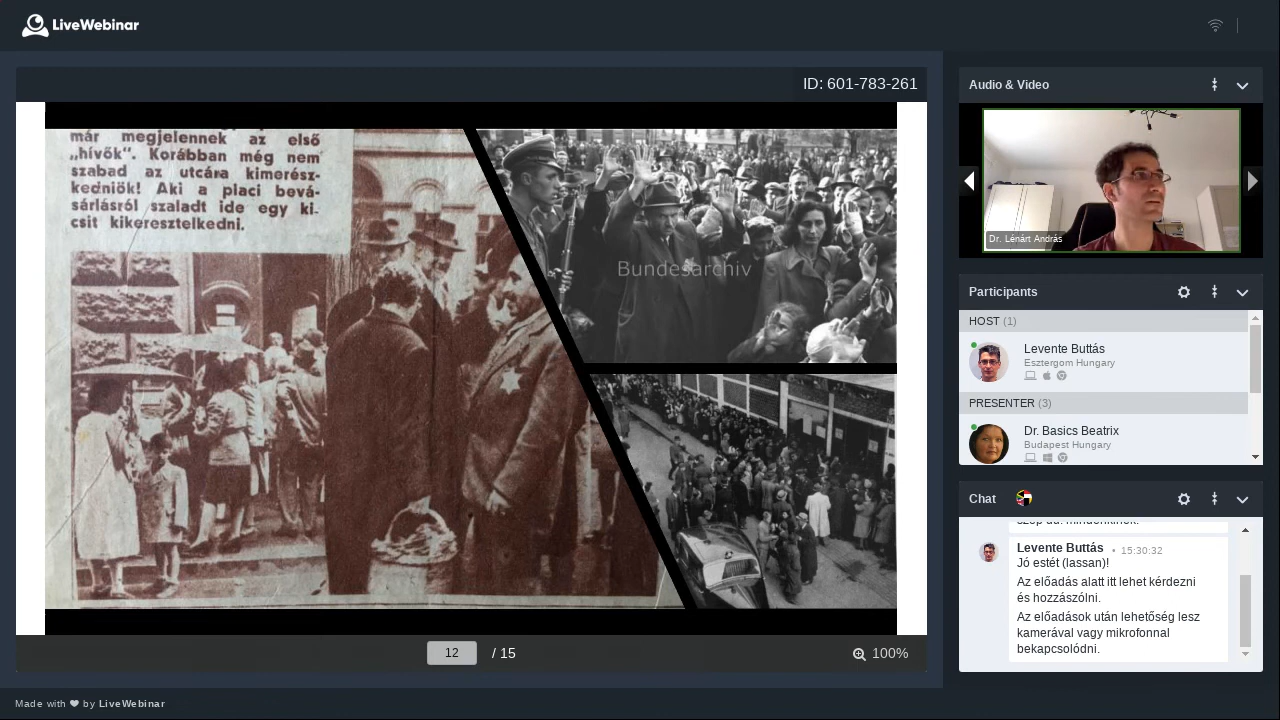 LiveWebinar
ID: 601-783-261
már megjelennek az első
„hívők". Korábban még nem
szabad az utcára kimerész-
kedniök! Aki a placi bevá-
sárlásról szaladt ide egy ki-
csit kikeresztelkedni.
Bundesarchiv
12 / 15
100%
Audio & Video
Dr. Lénárt András
Participants
HOST (1)
Levente Buttás
Esztergom Hungary
PRESENTER (3)
Dr. Basics Beatrix
Budapest Hungary
Chat
szép du. mindenkinek.
Levente Buttás • 15:30:32
Jó estét (lassan)!
Az előadás alatt itt lehet kérdezni
és hozzászólni.
Az előadások után lehetőség lesz
kamerával vagy mikrofonnal
bekapcsolódni.
Made with ❤ by LiveWebinar